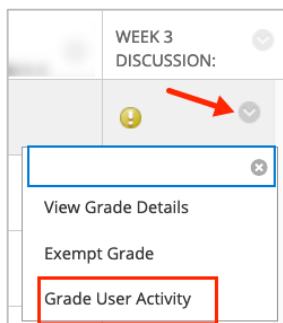 WEEK 3
DISCUSSION:
View Grade Details
Exempt Grade
Grade User Activity